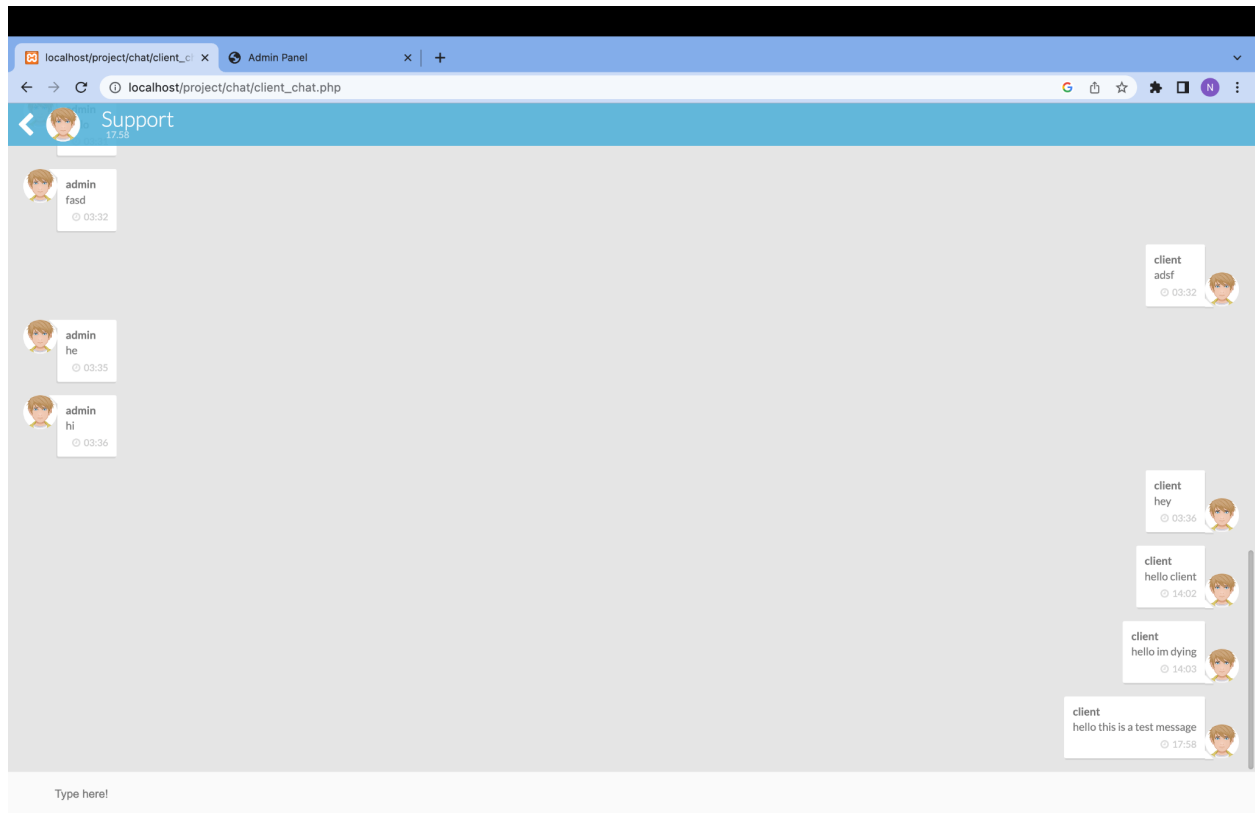 localhost/project/chat/client_c
Admin Panel
localhost/project/chat/client_chat.php
G
N
admin
Support
17.58
admin
fasd
03:32
client
adsf
03:32
admin
he
03:35
admin
hi
03:36
client
hey
03:36
client
hello client
14:02
client
hello im dying
14:03
client
hello this is a test message
17:58
Type here!